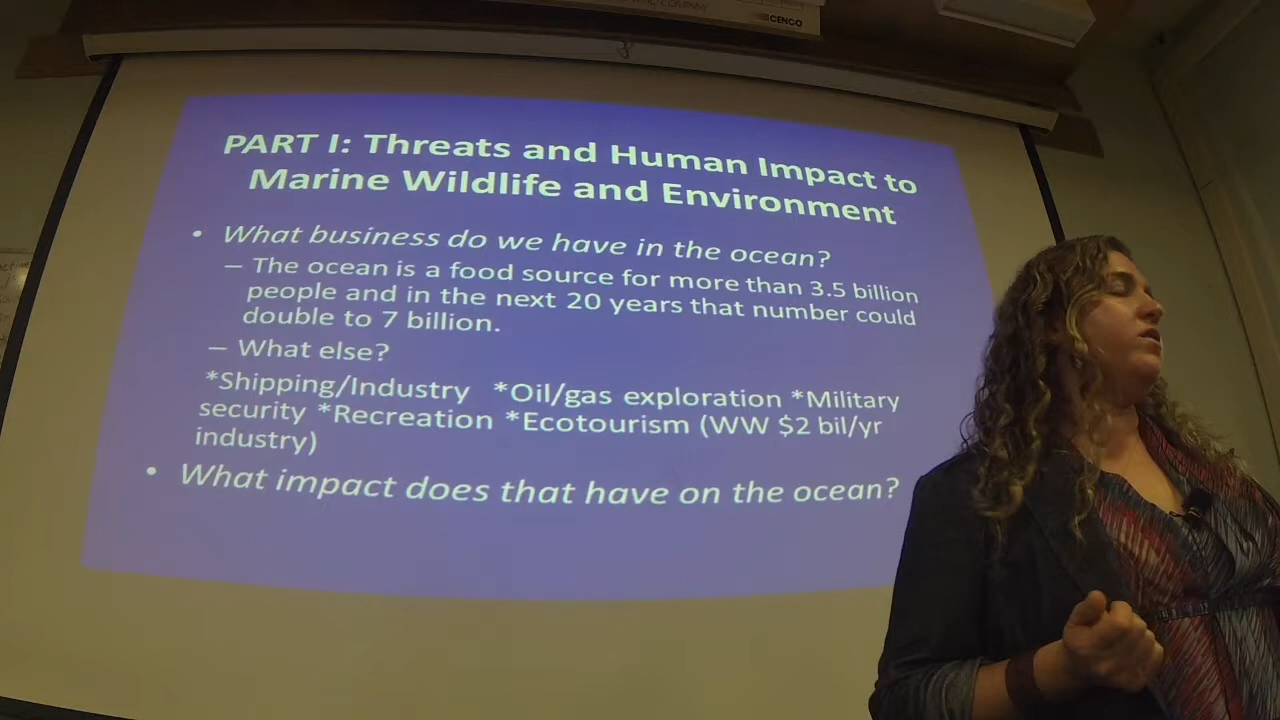 CENCO
PART I: Threats and Human Impact to
Marine Wildlife and Environment
• What business do we have in the ocean?
– The ocean is a food source for more than 3.5 billion
people and in the next 20 years that number could
double to 7 billion.
– What else?
*Shipping/Industry *Oil/gas exploration *Military
security *Recreation *Ecotourism (WW $2 bil/yr
industry)
• What impact does that have on the ocean?